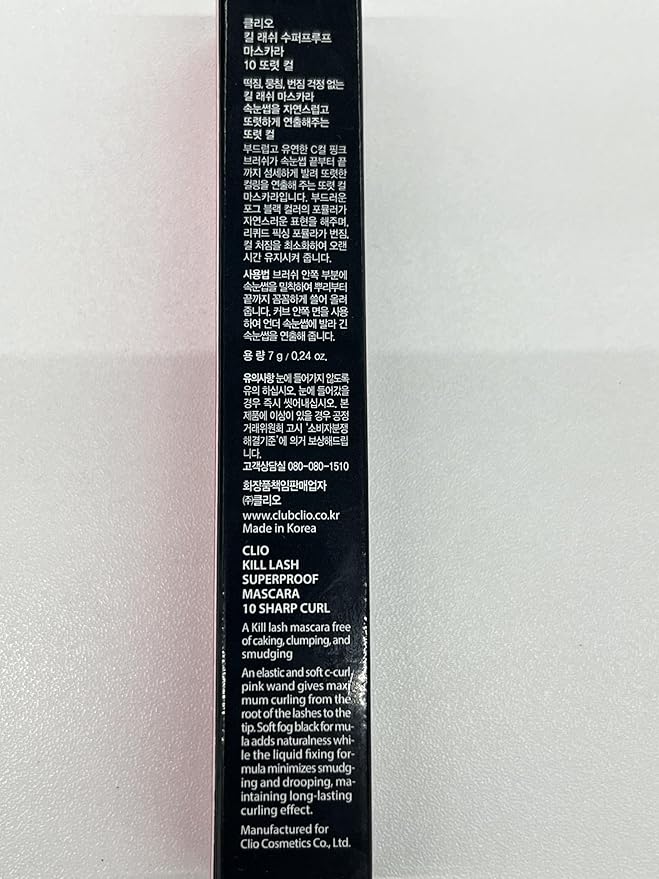 클리오
킬 래쉬 수퍼프루프
마스카라
10 또렷 컬
떡짐, 뭉침, 번짐 걱정 없는
킬 래쉬 마스카라
속눈썹을 자연스럽고
또렷하게 연출해주는
또렷 컬
부드럽고 유연한 C컬 핑크
브러쉬가 속눈썹 끝부터 끝
까지 섬세하게 발려 또렷한
컬링을 연출해 주는 또렷 컬
마스카라입니다. 부드러운
포그 블랙 컬러의 포뮬러가
자연스러운 표현을 해주며,
리퀴드 픽싱 포뮬라가 번짐,
컬 처짐을 최소화하여 오랜
시간 유지시켜 줍니다.
사용법 브러쉬 안쪽 부분에
속눈썹을 밀착하여 뿌리부터
끝까지 꼼꼼하게 쓸어 올려
줍니다. 커브 안쪽 면을 사용
하여 언더 속눈썹에 발라 긴
속눈썹을 연출해 줍니다.
용 량 7 g / 0.24 oz.
유의사항 눈에 들어가지 않도록
유의 하십시오. 눈에 들어갔을
경우 즉시 씻어내십시오. 본
제품에 이상이 있을 경우 공정
거래위원회 고시 '소비자분쟁
해결기준'에 의거 보상해드립
니다.
고객상담실 080-080-1510
화장품책임판매업자
㈜클리오
www.clubclio.co.kr
Made in Korea
CLIO
KILL LASH
SUPERPROOF
MASCARA
10 SHARP CURL
A Kill lash mascara free
of caking, clumping, and
smudging
An elastic and soft c-curl
pink wand gives maxi
mum curling from the
root of the lashes to the
tip. Soft fog black formu-
la adds naturalness whi-
le the liquid fixing for-
mula minimizes smudg-
ing and drooping, ma-
intaining long-lasting
curling effect.
Manufactured for
Clio Cosmetics Co., Ltd.